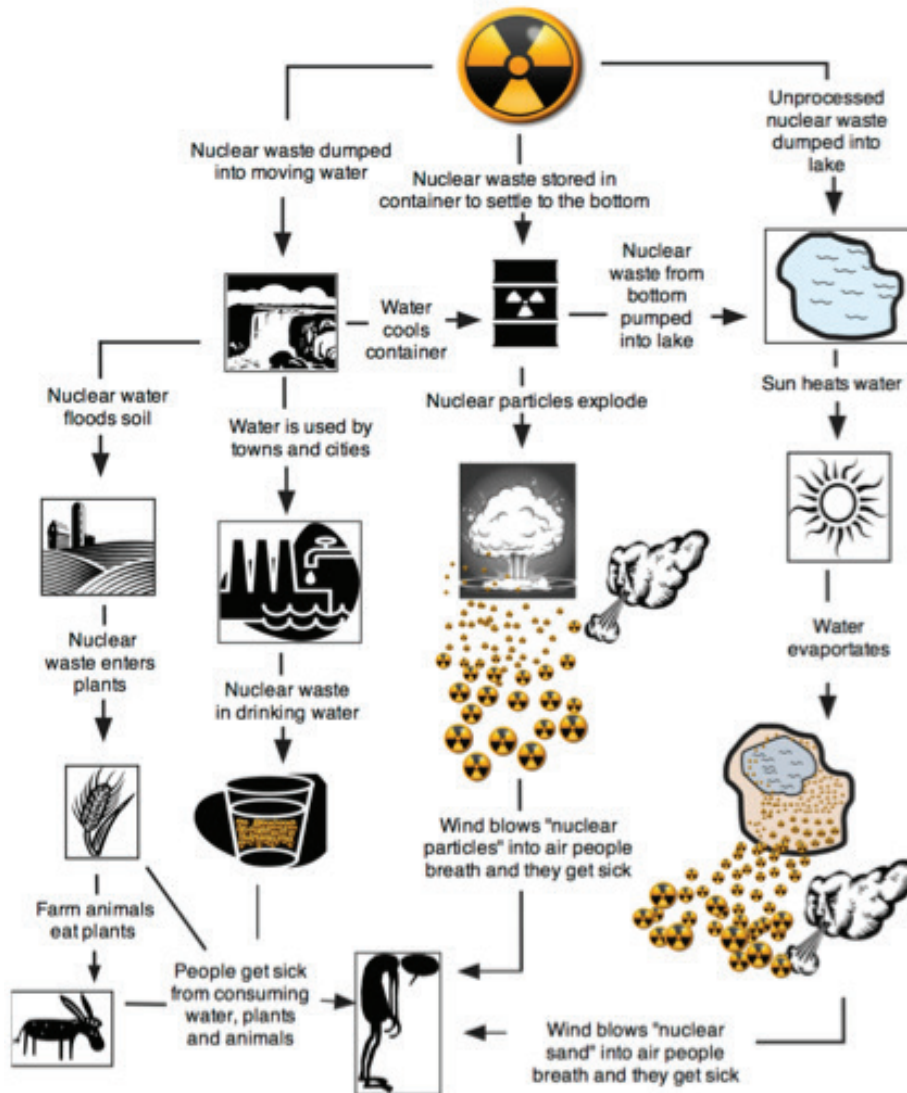 Unprocessed
nuclear waste
dumped into
lake
Nuclear waste dumped
into moving water
Nuclear waste stored in
container to settle to the bottom
Nuclear
waste from
bottom
pumped
into lake
Water
cools
container
Nuclear water
floods soil
Water is used by
towns and cities
Nuclear particles explode
Sun heats water
Nuclear
waste enters
plants
Nuclear waste
in drinking water
Water
evaportates
Wind blows "nuclear
particles" into air people
breath and they get sick
Farm animals
eat plants
People get sick
from consuming
water, plants
and animals
Wind blows "nuclear
sand" into air people
breath and they get sick